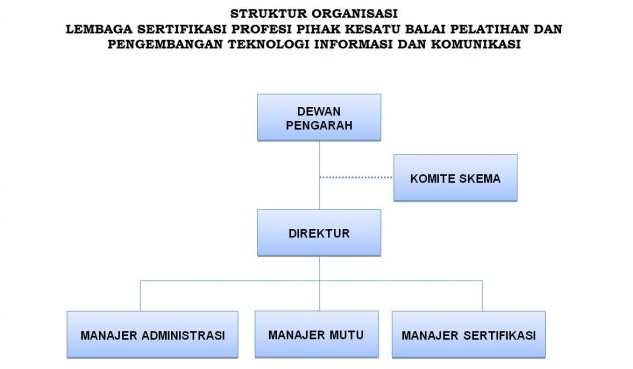 STRUKTUR ORGANISASI
LEMBAGA SERTIFIKASI PROFESI PIHAK KESATU BALAI PELATIHAN DAN
PENGEMBANGAN TEKNOLOGI INFORMASI DAN KOMUNIKASI
DEWAN
PENGARAH
KOMITE SKEMA
DIREKTUR
MANAJER ADMINISTRASI
MANAJER MUTU
MANAJER SERTIFIKASI